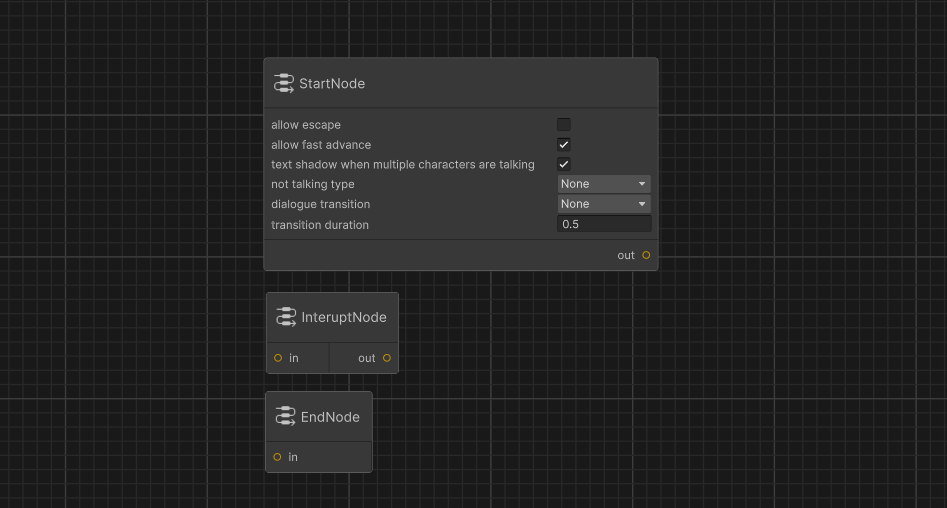 StartNode
allow escape
allow fast advance
text shadow when multiple characters are talking
not talking type None
dialogue transition None
transition duration 0.5
out
InteruptNode
in out
EndNode
in